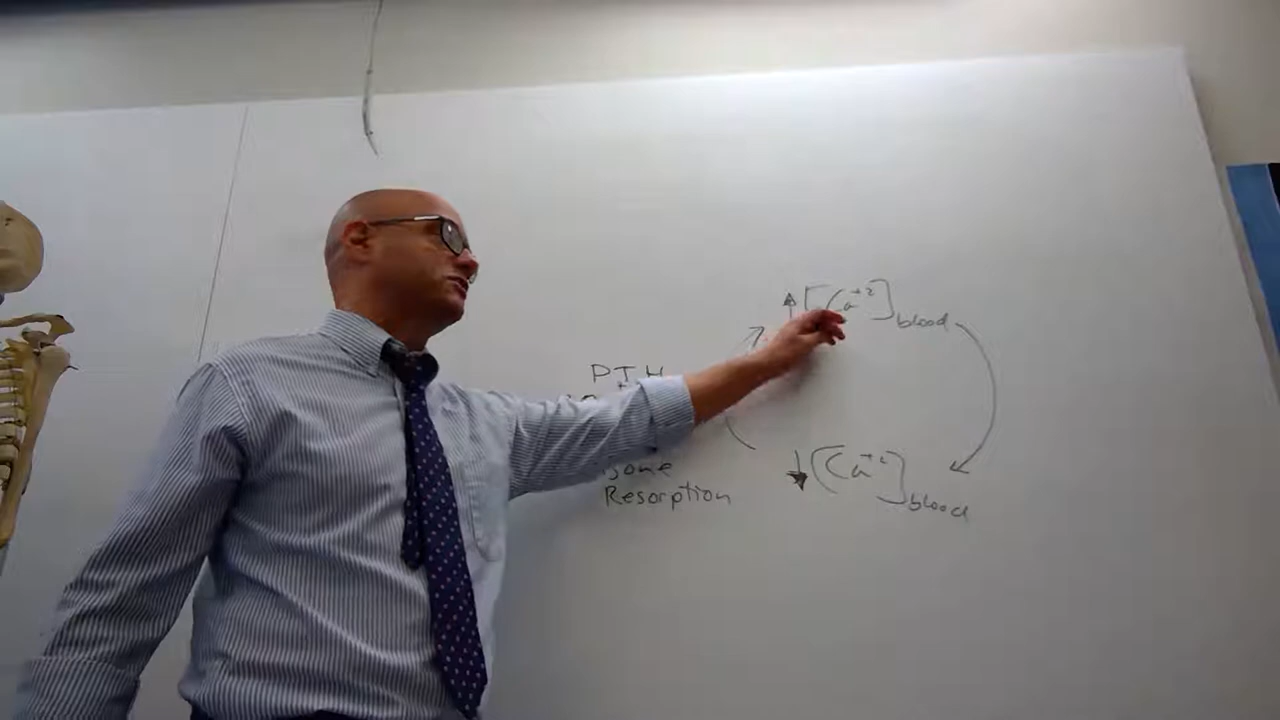 ↑ [Ca+2]blood
PTH
Bone
Resorption
↓ [Ca+2]blood